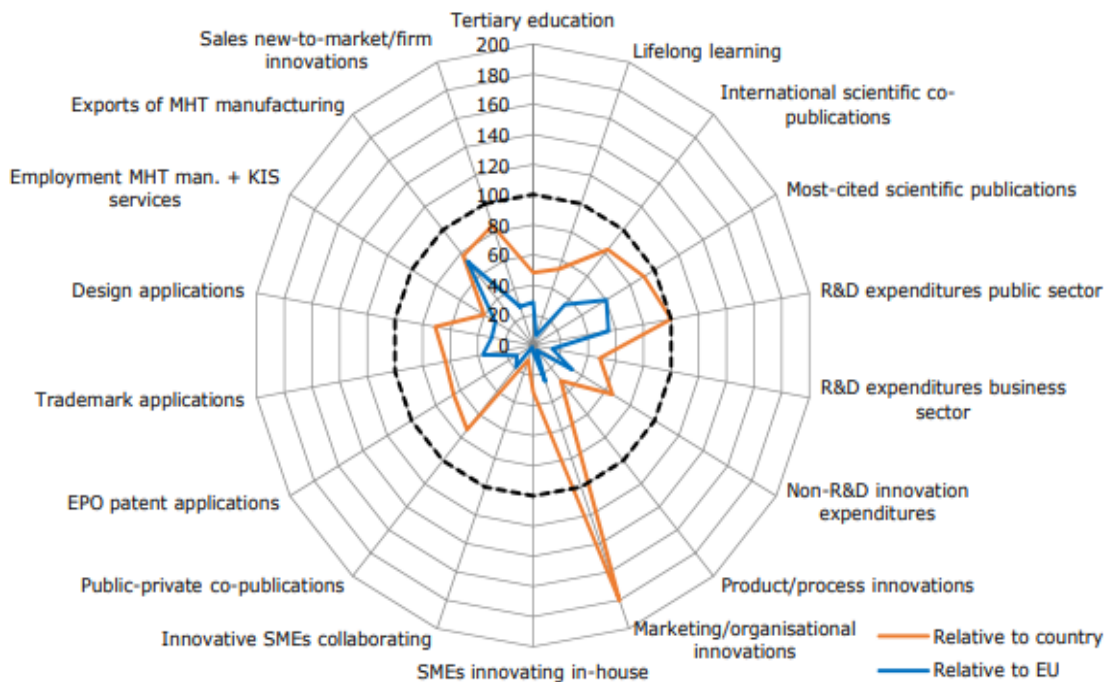 Tertiary education
Sales new-to-market/firm
innovations
Lifelong learning
Exports of MHT manufacturing
International scientific co-
publications
Employment MHT man. + KIS
services
Most-cited scientific publications
Design applications
R&D expenditures public sector
Trademark applications
R&D expenditures business
sector
EPO patent applications
Non-R&D innovation
expenditures
Public-private co-publications
Product/process innovations
Innovative SMEs collaborating
Marketing/organisational
innovations
SMEs innovating in-house
200
180
160
140
120
100
80
60
40
20
0
Relative to country
Relative to EU